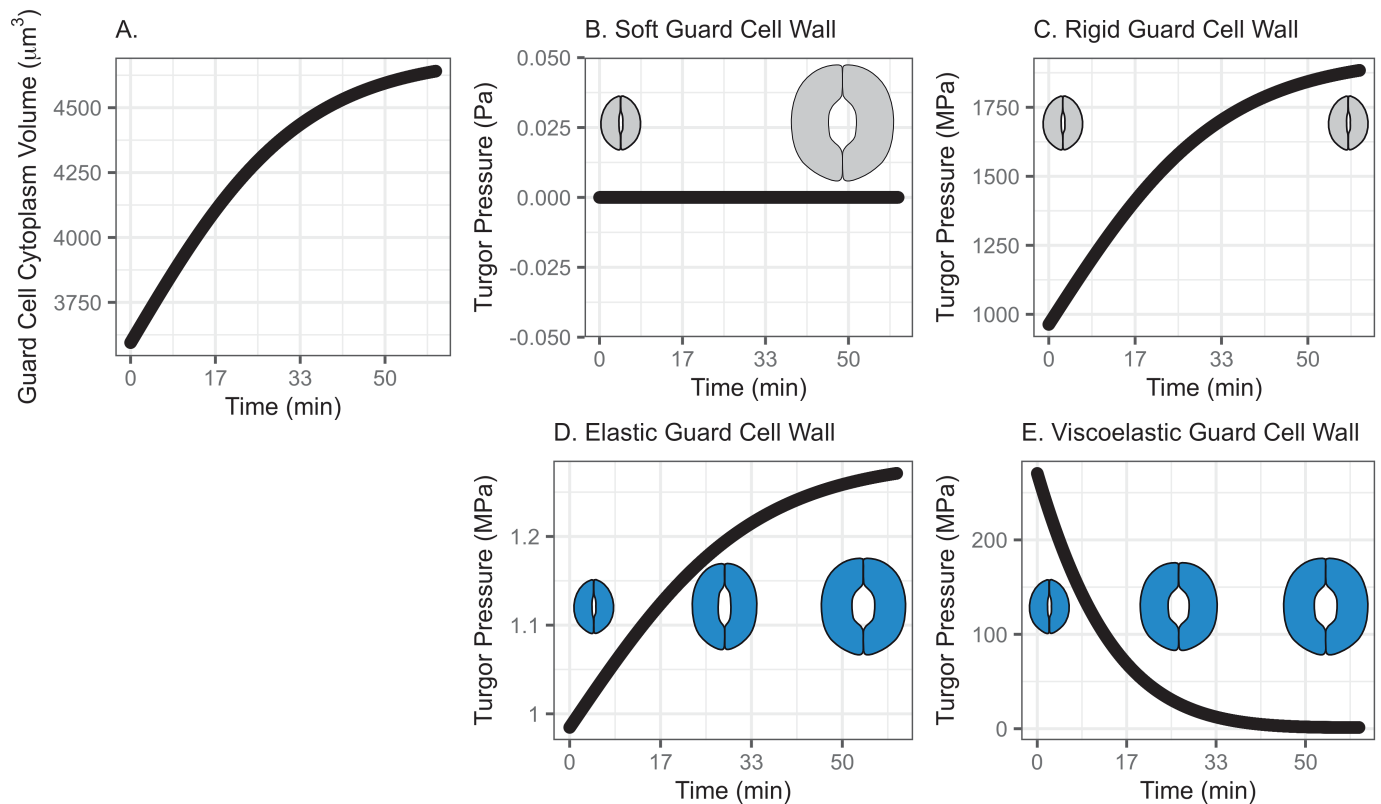 A.
Guard Cell Cytoplasm Volume (μm³)
4500
4250
4000
3750
0 17 33 50
Time (min)
B. Soft Guard Cell Wall
Turgor Pressure (Pa)
0.050
0.025
0.000
-0.025
-0.050
0 17 33 50
Time (min)
C. Rigid Guard Cell Wall
Turgor Pressure (MPa)
1750
1500
1250
1000
0 17 33 50
Time (min)
D. Elastic Guard Cell Wall
Turgor Pressure (MPa)
1.2
1.1
1
0 17 33 50
Time (min)
E. Viscoelastic Guard Cell Wall
Turgor Pressure (MPa)
200
100
0
0 17 33 50
Time (min)